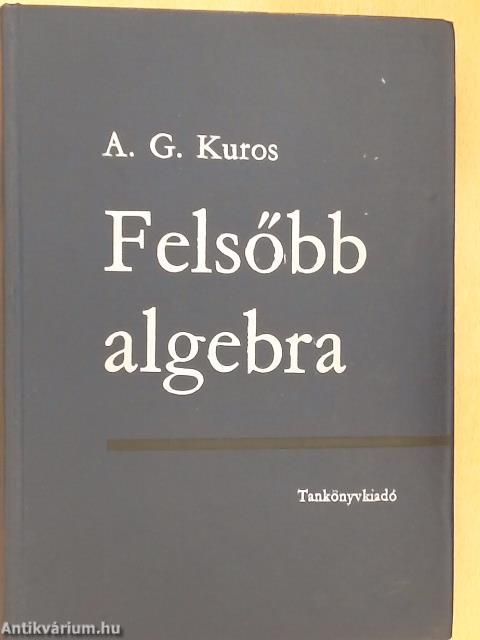 A. G. Kuros
Felsőbb
algebra
Tankönyvkiadó
Antikvárium.hu